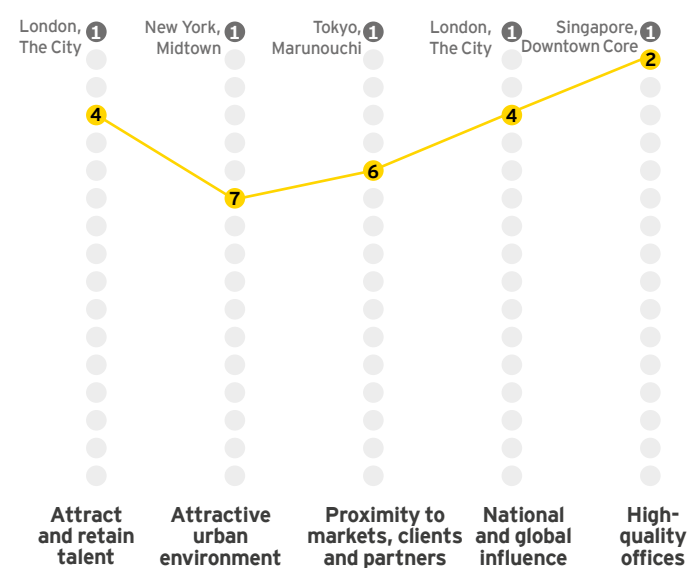 London,
The City
1
New York,
Midtown
1
Tokyo,
Marunouchi
1
London,
The City
1
Singapore,
Downtown Core
1
4
7
6
4
2
Attract
and retain
talent
Attractive
urban
environment
Proximity to
markets, clients
and partners
National
and global
influence
High-
quality
offices